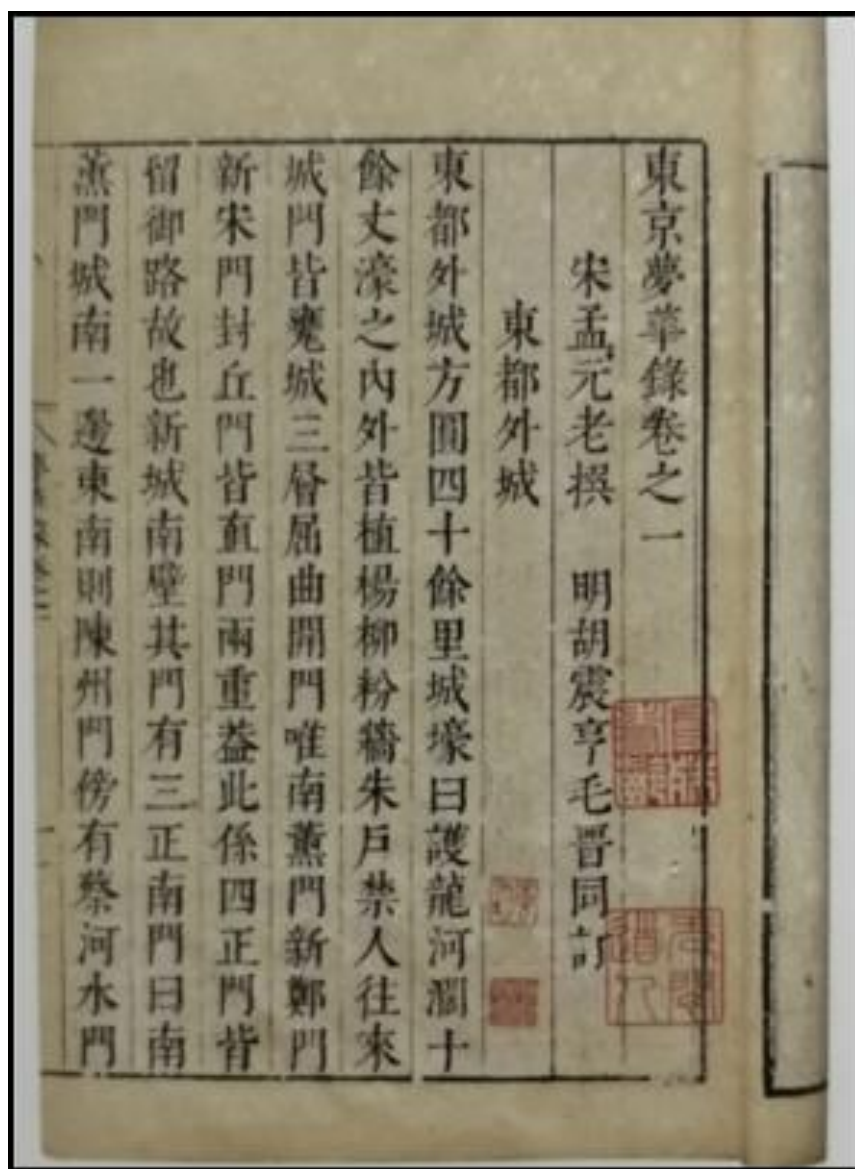 東京夢華錄卷之一
宋孟元老撰 明胡震亨毛晋同訂
東都外城
東都外城方圓四十餘里城壕曰護龍河濶十
餘丈濠之內外皆植楊柳粉牆朱戶禁人往來
城門皆甕城三層屈曲開門唯南薰門新鄭門
新宋門封丘門皆直門兩重葢此係四正門皆
留御路故也新城南壁其門有三正南門曰南
薰門城南一邊東南則陳州門傍有蔡河水門